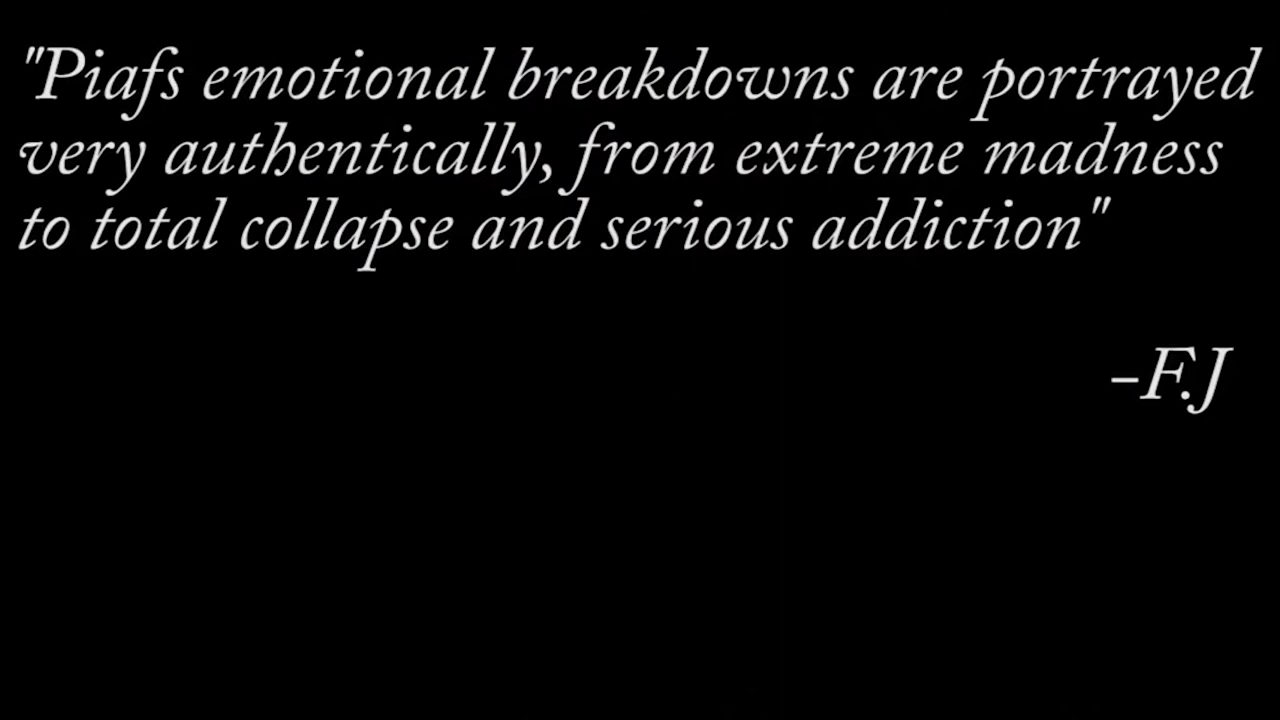 "Piafs emotional breakdowns are portrayed
very authentically, from extreme madness
to total collapse and serious addiction"
-F.J